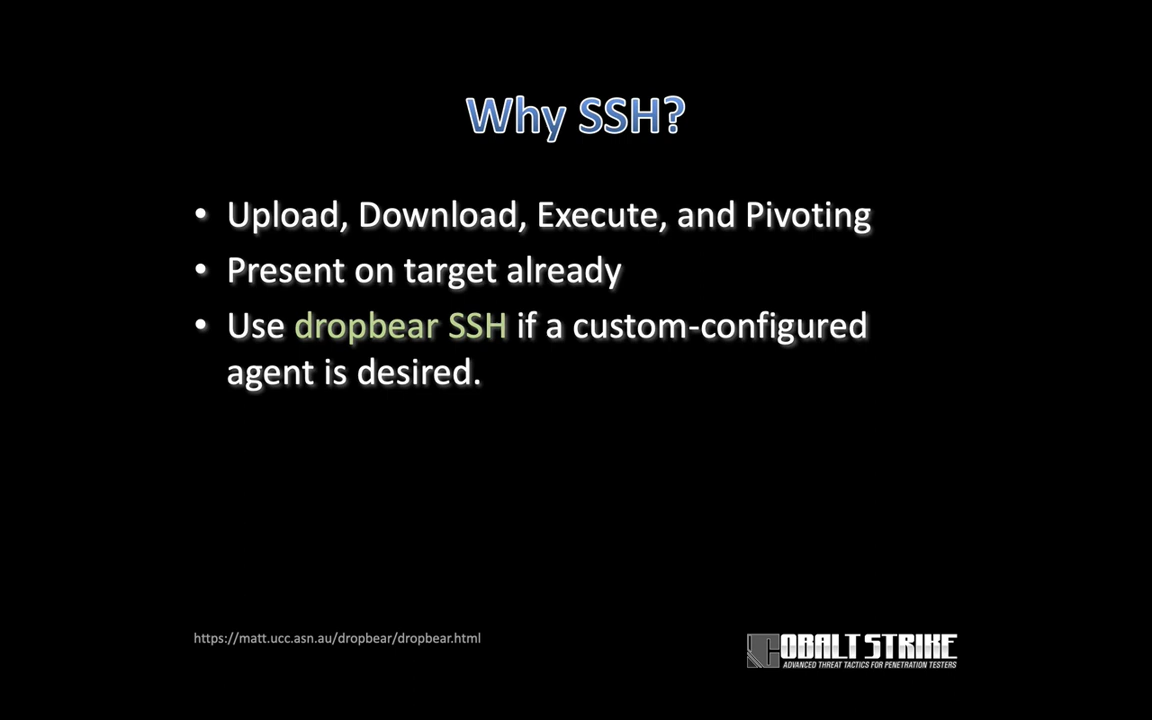 Why SSH?
• Upload, Download, Execute, and Pivoting
• Present on target already
• Use dropbear SSH if a custom-configured
agent is desired.
https://matt.ucc.asn.au/dropbear/dropbear.html
COBALT STRIKE
ADVANCED THREAT TACTICS FOR PENETRATION TESTERS